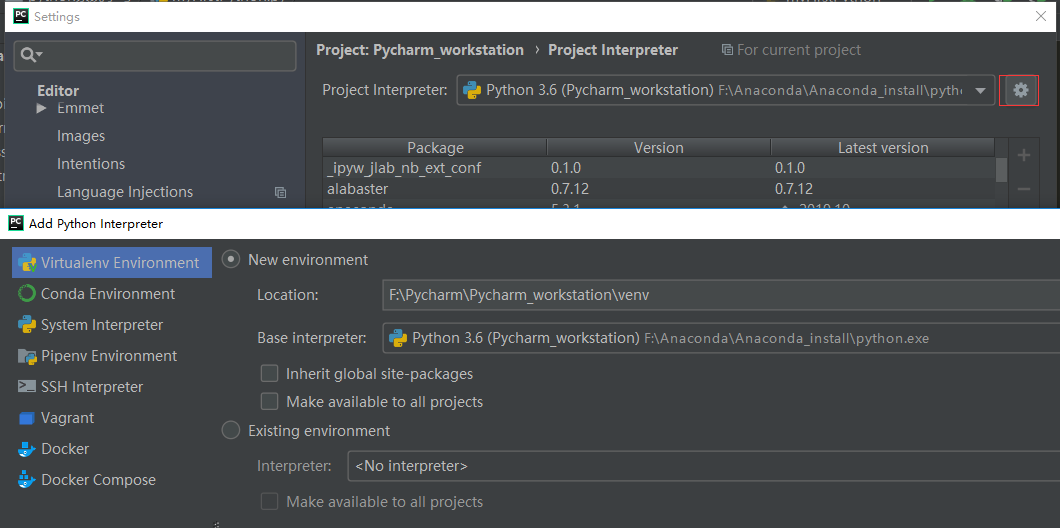 PC Settings
Project: Pycharm_workstation › Project Interpreter For current project
Project Interpreter: Python 3.6 (Pycharm_workstation) F:\Anaconda\Anaconda_install\pythe
Editor
Emmet
Images
Intentions
Language Injections
Package Version Latest version
_ipyw_jlab_nb_ext_conf 0.1.0 0.1.0
alabaster 0.7.12 0.7.12
PC Add Python Interpreter
Virtualenv Environment
Conda Environment
System Interpreter
Pipenv Environment
SSH Interpreter
Vagrant
Docker
Docker Compose
New environment
Location: F:\Pycharm\Pycharm_workstation\venv
Base interpreter: Python 3.6 (Pycharm_workstation) F:\Anaconda\Anaconda_install\python.exe
Inherit global site-packages
Make available to all projects
Existing environment
Interpreter: <No interpreter>
Make available to all projects